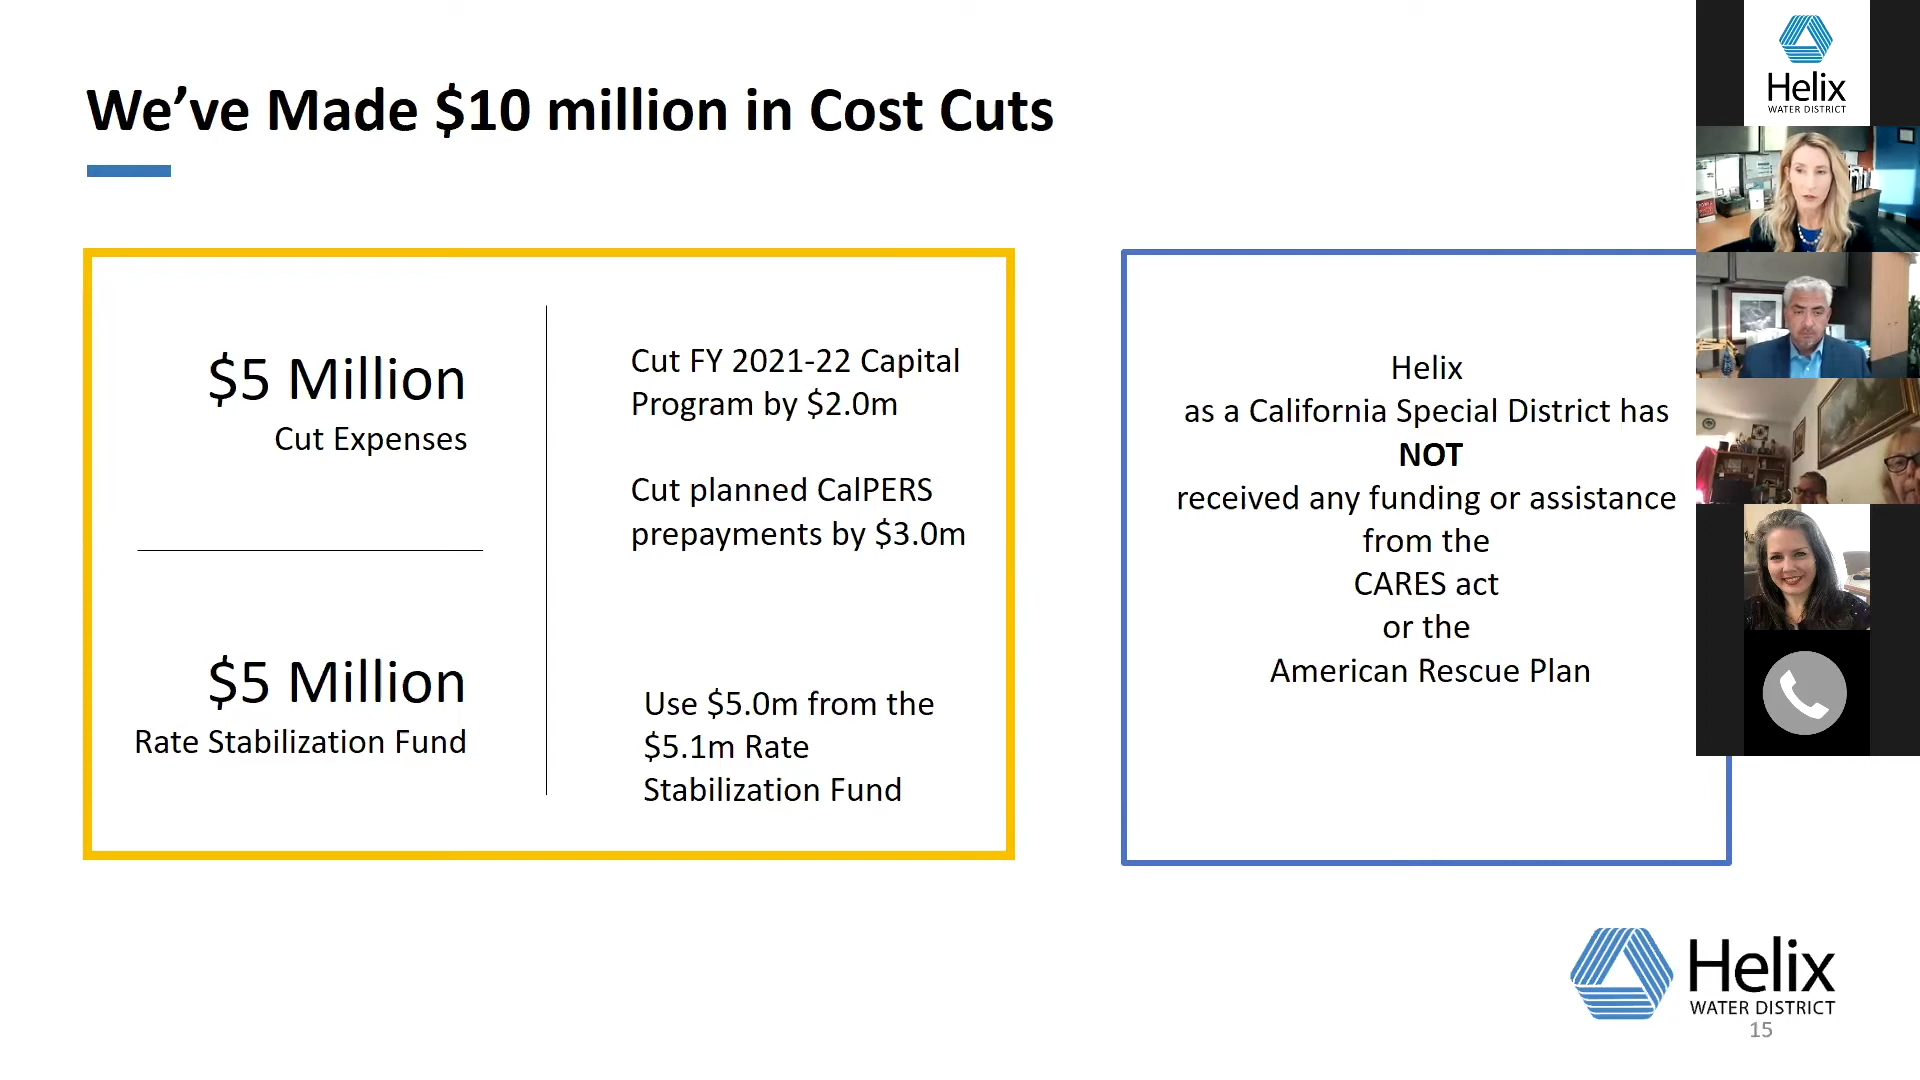 We’ve Made $10 million in Cost Cuts
$5 Million
Cut Expenses
$5 Million
Rate Stabilization Fund
Cut FY 2021-22 Capital
Program by $2.0m
Cut planned CalPERS
prepayments by $3.0m
Use $5.0m from the
$5.1m Rate
Stabilization Fund
Helix
as a California Special District has
NOT
received any funding or assistance
from the
CARES act
or the
American Rescue Plan
Helix
WATER DISTRICT
Helix
WATER DISTRICT
15